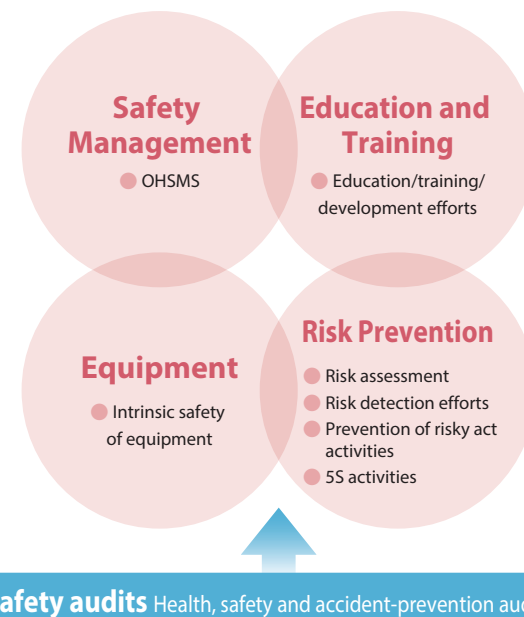 Safety
Management
OHSMS
Education and
Training
Education/training/
development efforts
Equipment
Intrinsic safety
of equipment
Risk Prevention
Risk assessment
Risk detection efforts
Prevention of risky act
activities
5S activities
afety audits Health, safety and accident-prevention aud